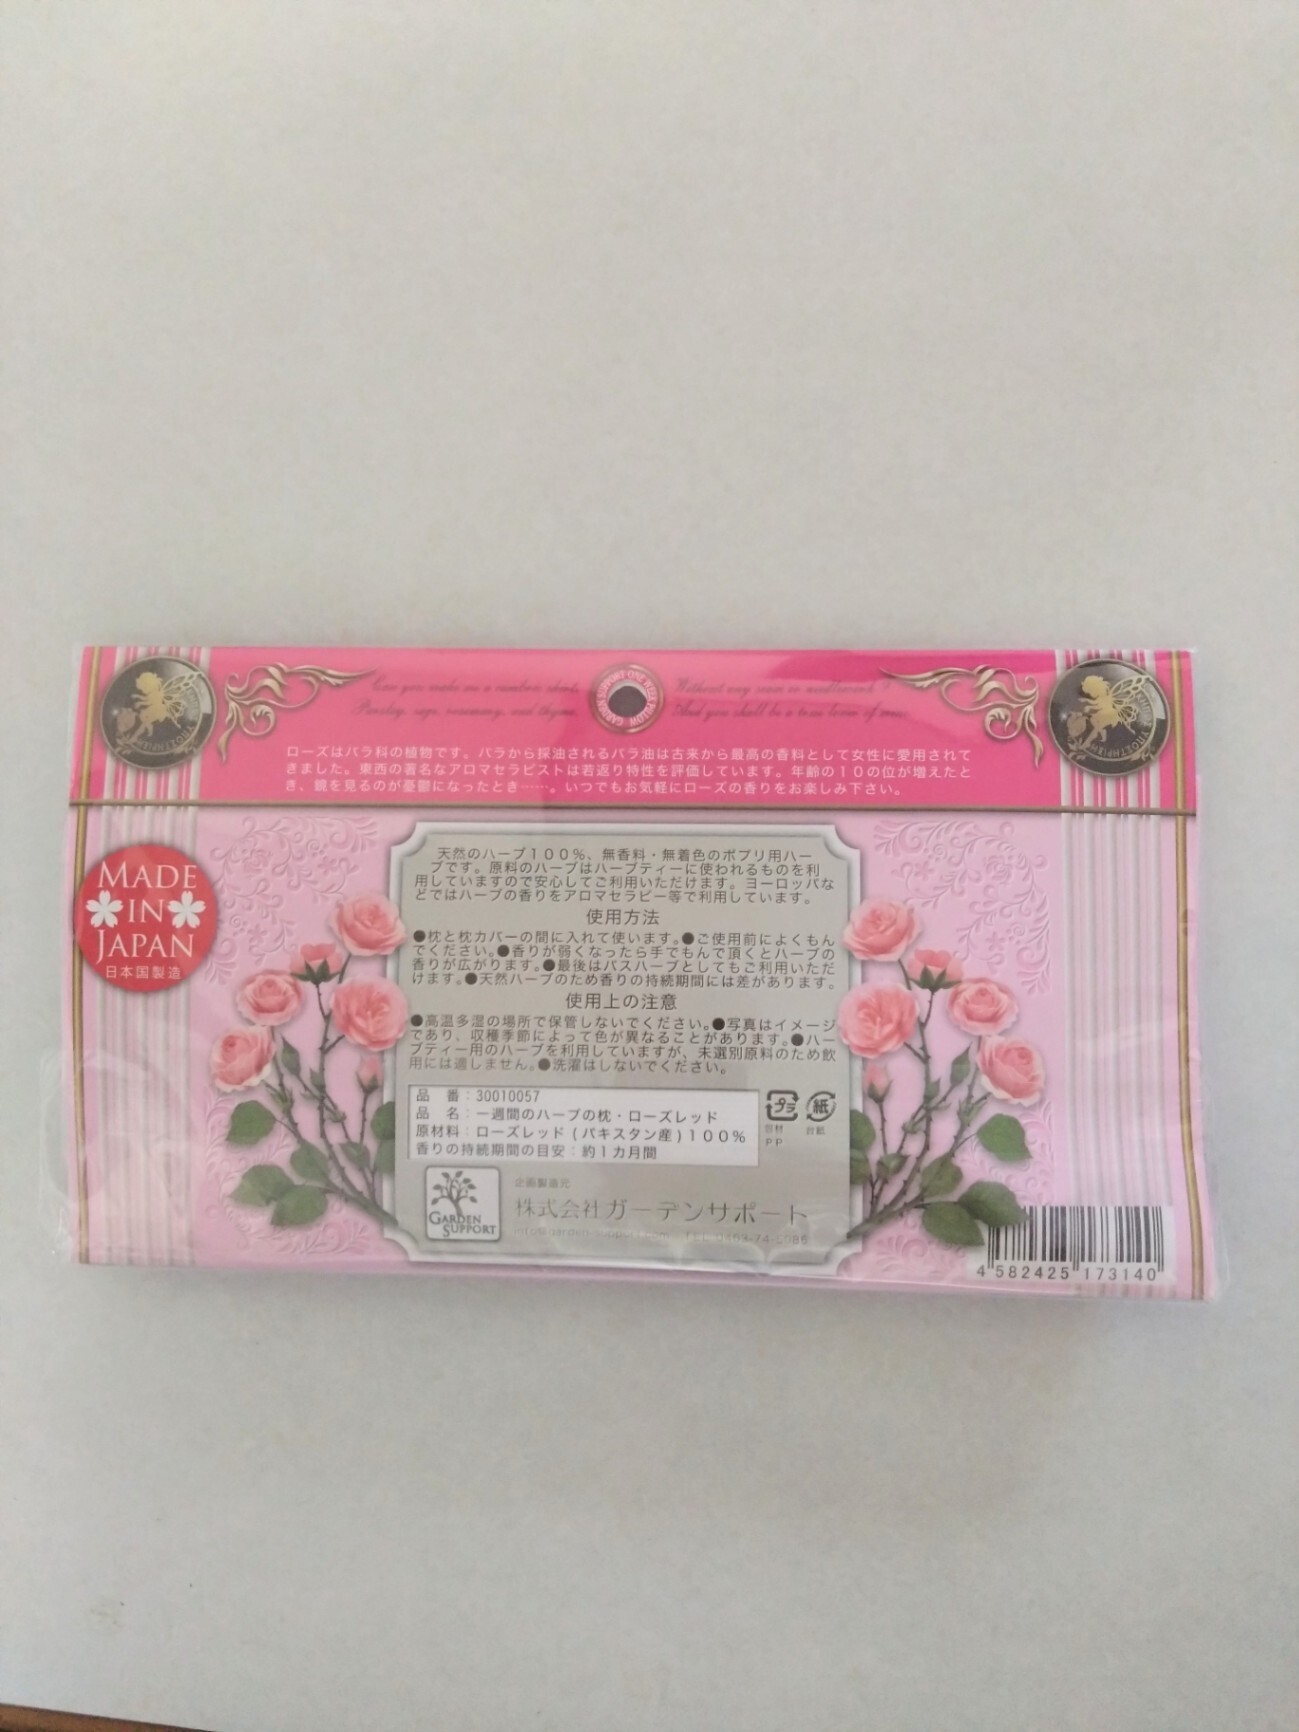 Can you make me a cambric shirt,
Parsley, sage, rosemary, and thyme,
GARDEN SUPPORT ONE WEEK PILLOW
Without any seam or needlework?
And you shall be a true lover of mine.
ローズはバラ科の植物です。バラから採油されるバラ油は古来から最高の香料として女性に愛用されて
きました。東西の著名なアロマセラピストは若返り特性を評価しています。年齢の１０の位が増えたと
き、鏡を見るのが憂鬱になったとき……。いつでもお気軽にローズの香りをお楽しみ下さい。
MADE
IN
JAPAN
日本国製造
天然のハーブ１００％、無香料・無着色のポプリ用ハー
ブです。原料のハーブはハーブティーに使われるものを利
用していますので安心してご利用いただけます。ヨーロッパな
どではハーブの香りをアロマセラピー等で利用しています。
使用方法
●枕と枕カバーの間に入れて使います。●ご使用前によくもん
でください。●香りが弱くなったら手でもんで頂くとハーブの
香りが広がります。●最後はバスハーブとしてもご利用いただ
けます。●天然ハーブのため香りの持続期間には差があります。
使用上の注意
●高温多湿の場所で保管しないでください。●写真はイメージ
であり、収穫季節によって色が異なることがあります。●ハー
ブティー用のハーブを利用していますが、未選別原料のため飲
用には適しません。●洗濯はしないでください。
品　番：30010057
品　名：一週間のハーブの枕・ローズレッド
原材料：ローズレッド（パキスタン産）１００％
香りの持続期間の目安：約１カ月間
プラ
包材
ＰＰ
紙
台紙
GARDEN
SUPPORT
企画製造元
株式会社ガーデンサポート
4 582425 173140